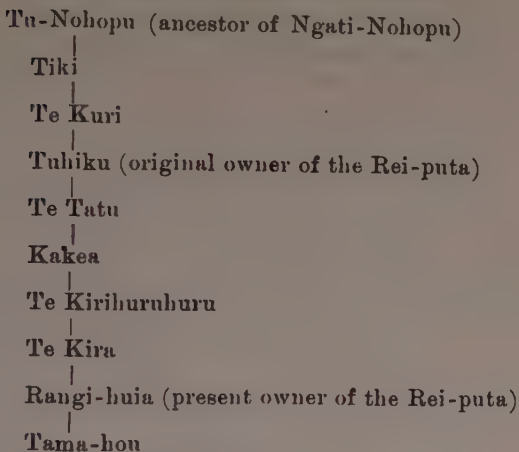 Tu-Nohopu (ancestor of Ngati-Nohopu)
Tiki
Te Kuri
Tuhiku (original owner of the Rei-puta)
Te Tatu
Kakea
Te Kirihuruhuru
Te Kira
Rangi-huia (present owner of the Rei-puta)
Tama-hou